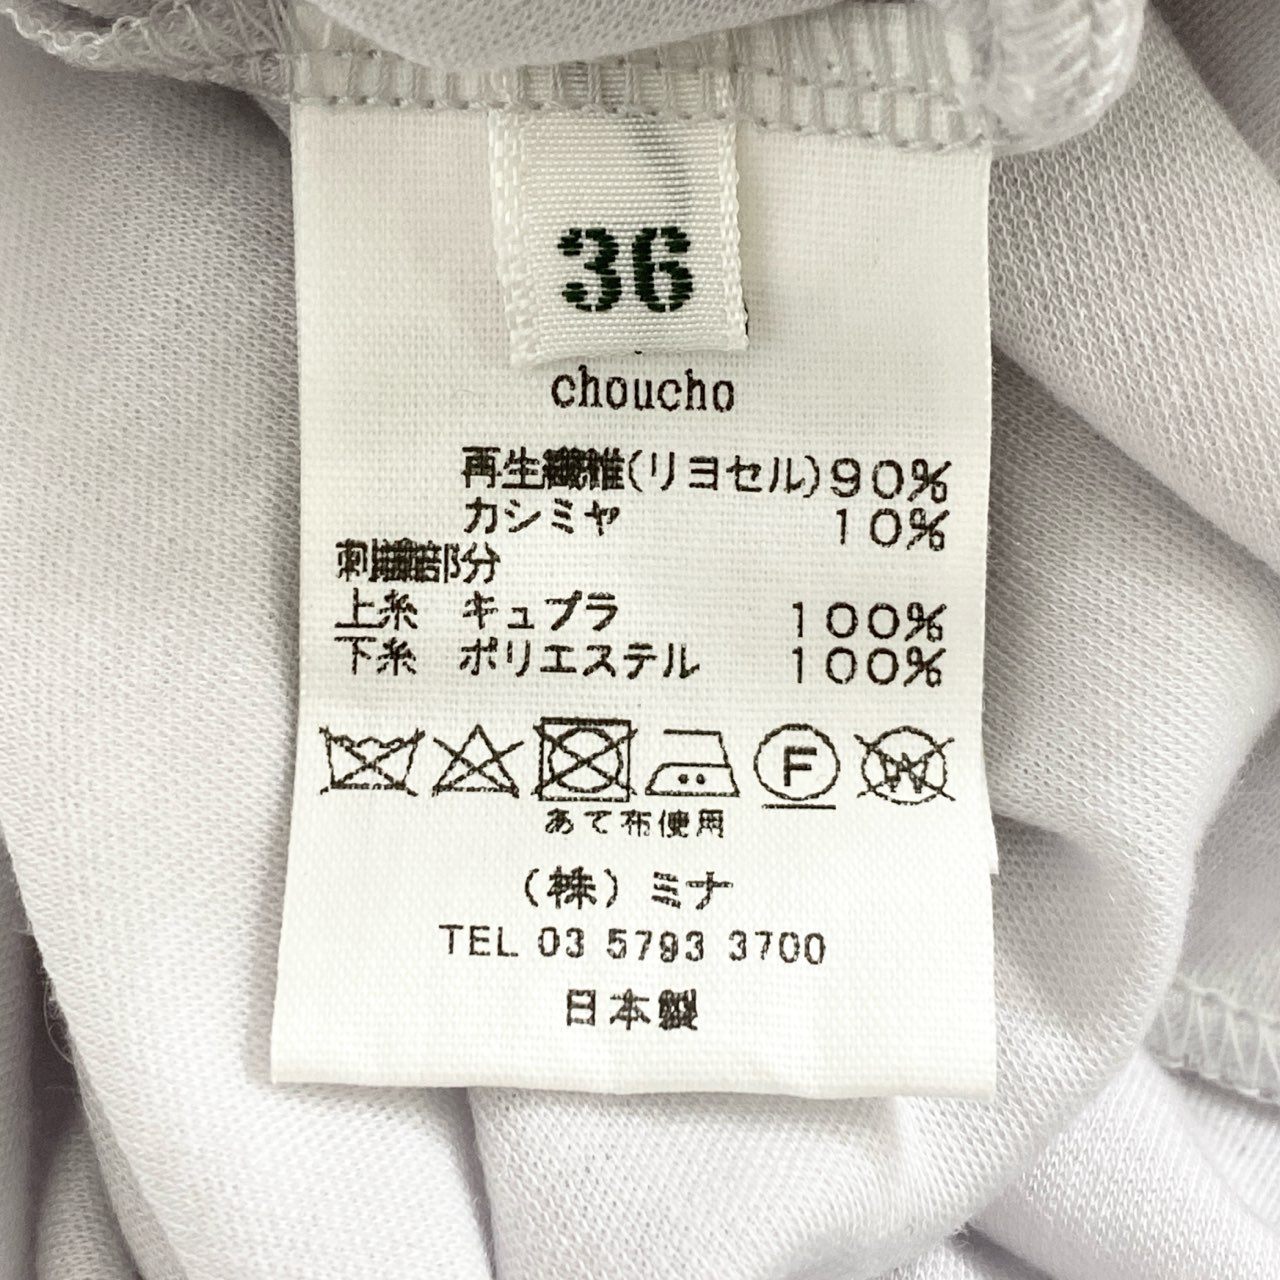 36
choucho
再生繊維(リヨセル)90%
カシミヤ 10%
刺繍部分
上糸 キュプラ 100%
下糸 ポリエステル 100%
F W
あて布使用
(株)ミナ
TEL 03 5793 3700
日本製